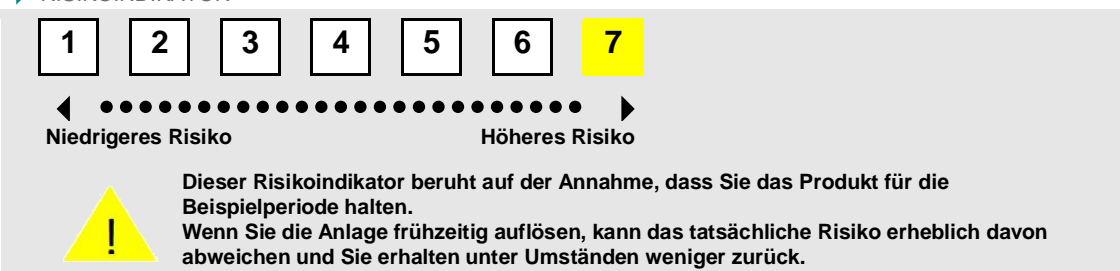 RISIKOINDIKATOR
1 2 3 4 5 6 7
Niedrigeres Risiko Höheres Risiko
Dieser Risikoindikator beruht auf der Annahme, dass Sie das Produkt für die
Beispielperiode halten.
! Wenn Sie die Anlage frühzeitig auflösen, kann das tatsächliche Risiko erheblich davon
abweichen und Sie erhalten unter Umständen weniger zurück.